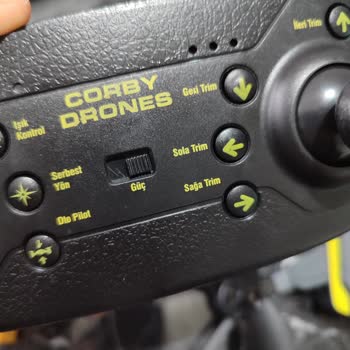 İleri Trim
CORBY
DRONES
Geri Trim
Işık
Kontrol
Sola Trim
Serbest
Yön
Güç
Sağa Trim
Oto Pilot